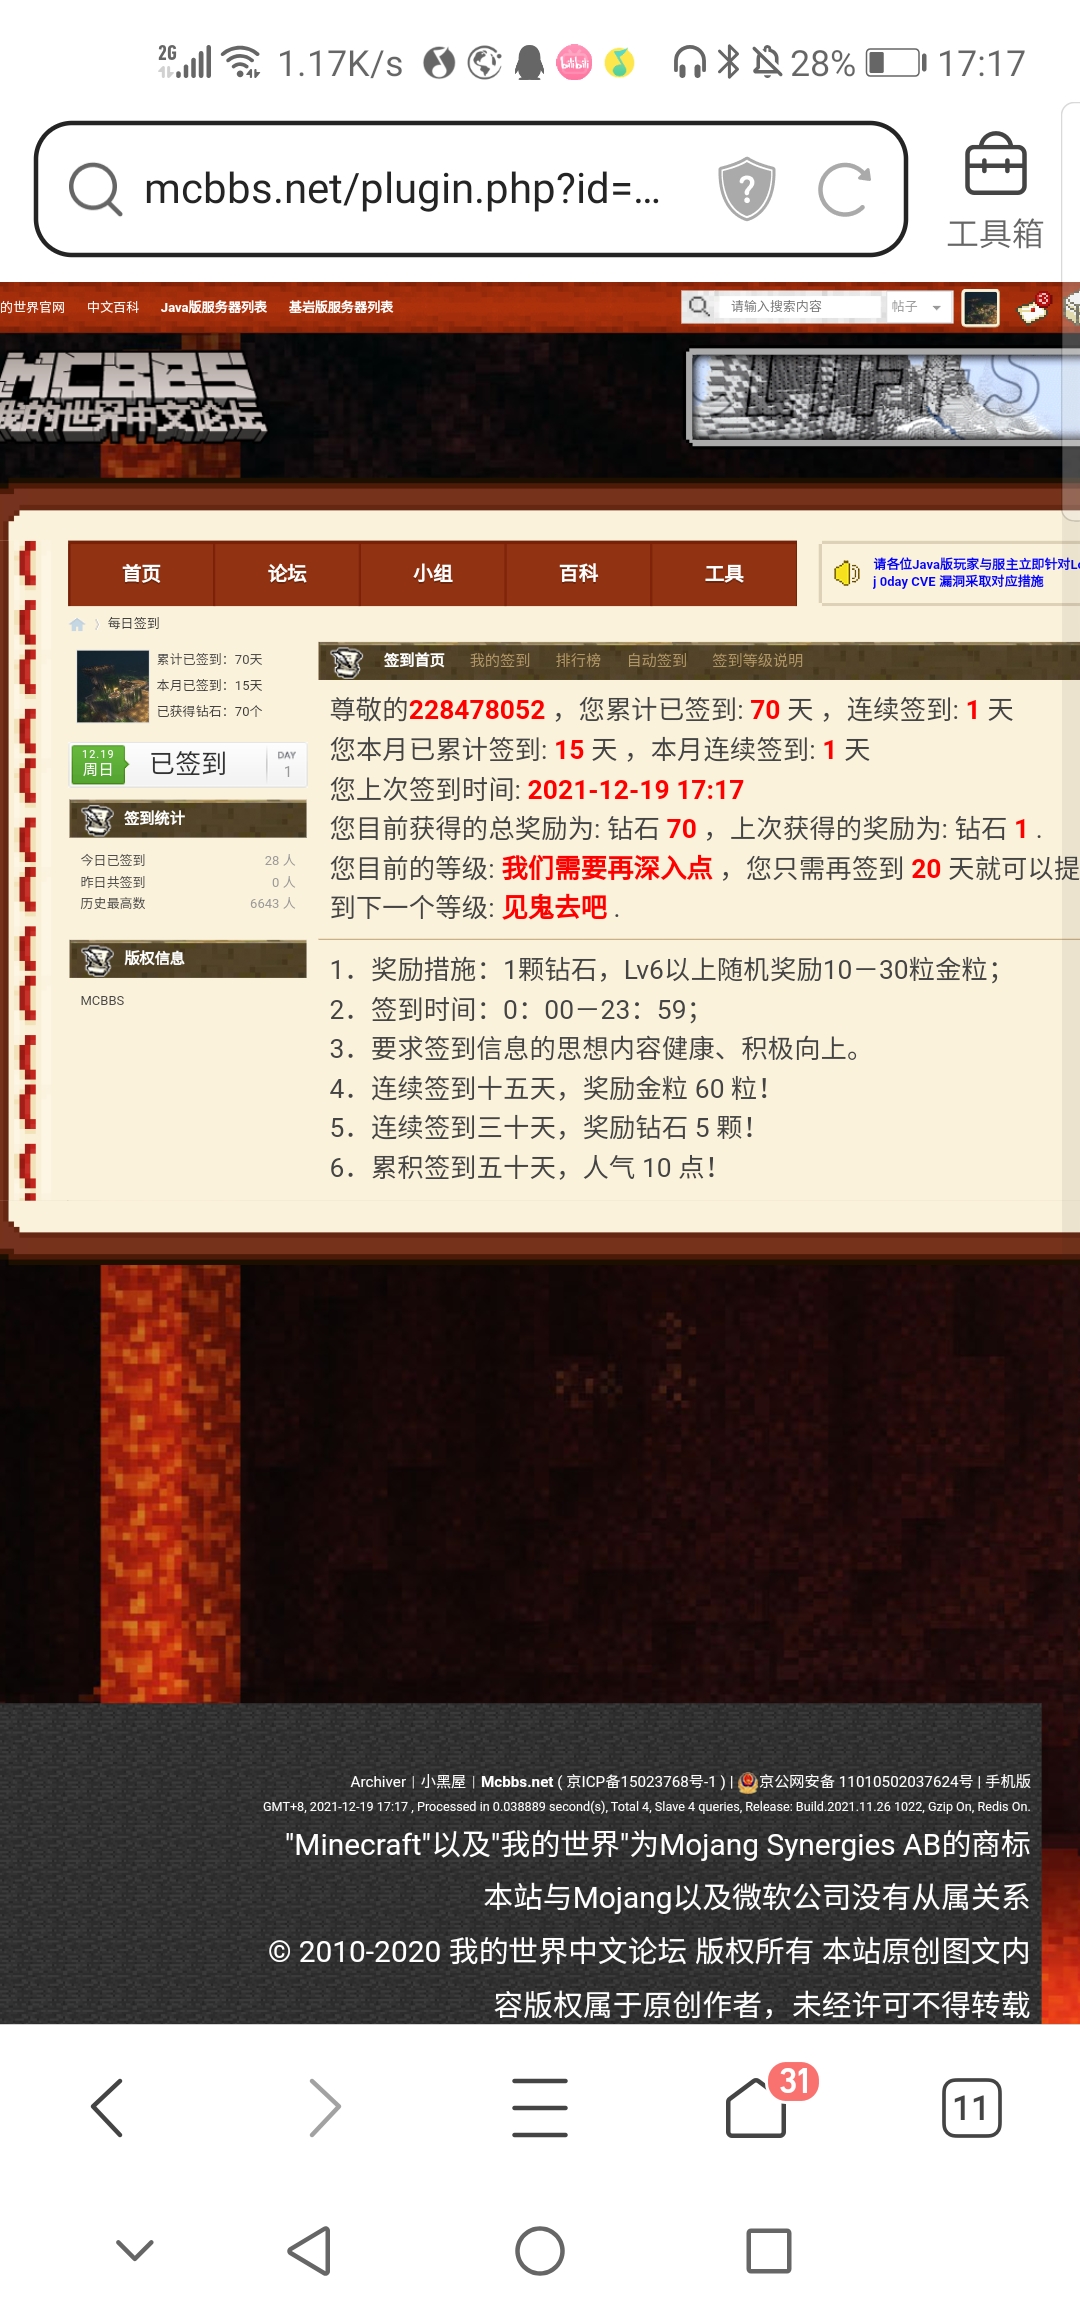 2G 1.17K/s 28% 17:17
mcbbs.net/plugin.php?id=...
工具箱
的世界官网 中文百科 Java版服务器列表 基岩版服务器列表 请输入搜索内容 帖子
MCBBS
我的世界中文论坛
首页 论坛 小组 百科 工具
请各位Java版玩家与服主立即针对Lo
j 0day CVE 漏洞采取对应措施
每日签到
累计已签到：70天
本月已签到：15天
已获得钻石：70个
12.19
周日
已签到
DAY
1
签到统计
今日已签到 28 人
昨日共签到 0 人
历史最高数 6643 人
版权信息
MCBBS
签到首页 我的签到 排行榜 自动签到 签到等级说明
尊敬的228478052 ，您累计已签到: 70 天 ，连续签到: 1 天
您本月已累计签到: 15 天 ，本月连续签到: 1 天
您上次签到时间: 2021-12-19 17:17
您目前获得的总奖励为: 钻石 70 ，上次获得的奖励为: 钻石 1 .
您目前的等级: 我们需要再深入点 ，您只需再签到 20 天就可以提
到下一个等级: 见鬼去吧 .
1．奖励措施：1颗钻石，Lv6以上随机奖励10－30粒金粒；
2．签到时间：0：00－23：59；
3．要求签到信息的思想内容健康、积极向上。
4．连续签到十五天，奖励金粒 60 粒！
5．连续签到三十天，奖励钻石 5 颗！
6．累积签到五十天，人气 10 点！
Archiver | 小黑屋 | Mcbbs.net ( 京ICP备15023768号-1 ) | 京公网安备 11010502037624号 | 手机版
GMT+8, 2021-12-19 17:17 , Processed in 0.038889 second(s), Total 4, Slave 4 queries, Release: Build.2021.11.26 1022, Gzip On, Redis On.
"Minecraft"以及"我的世界"为Mojang Synergies AB的商标
本站与Mojang以及微软公司没有从属关系
© 2010-2020 我的世界中文论坛 版权所有 本站原创图文内
容版权属于原创作者，未经许可不得转载
31
11